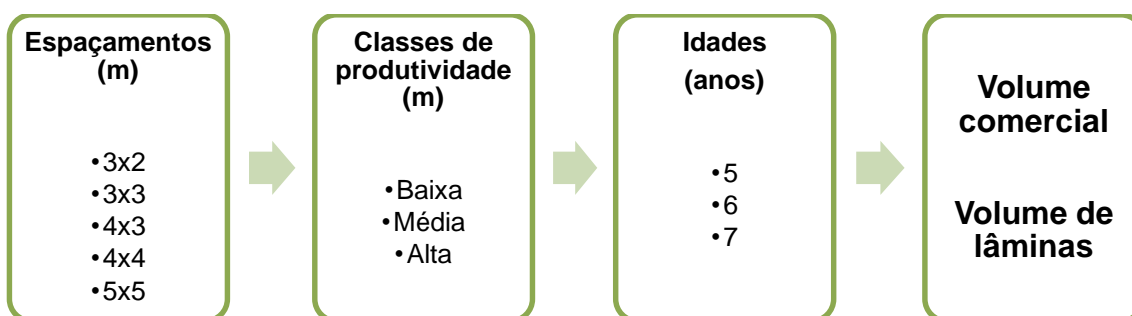 Espaçamentos
(m)
•3x2
•3x3
•4x3
•4x4
•5x5
Classes de
produtividade
(m)
•Baixa
•Média
•Alta
Idades
(anos)
•5
•6
•7
Volume
comercial
Volume de
lâminas